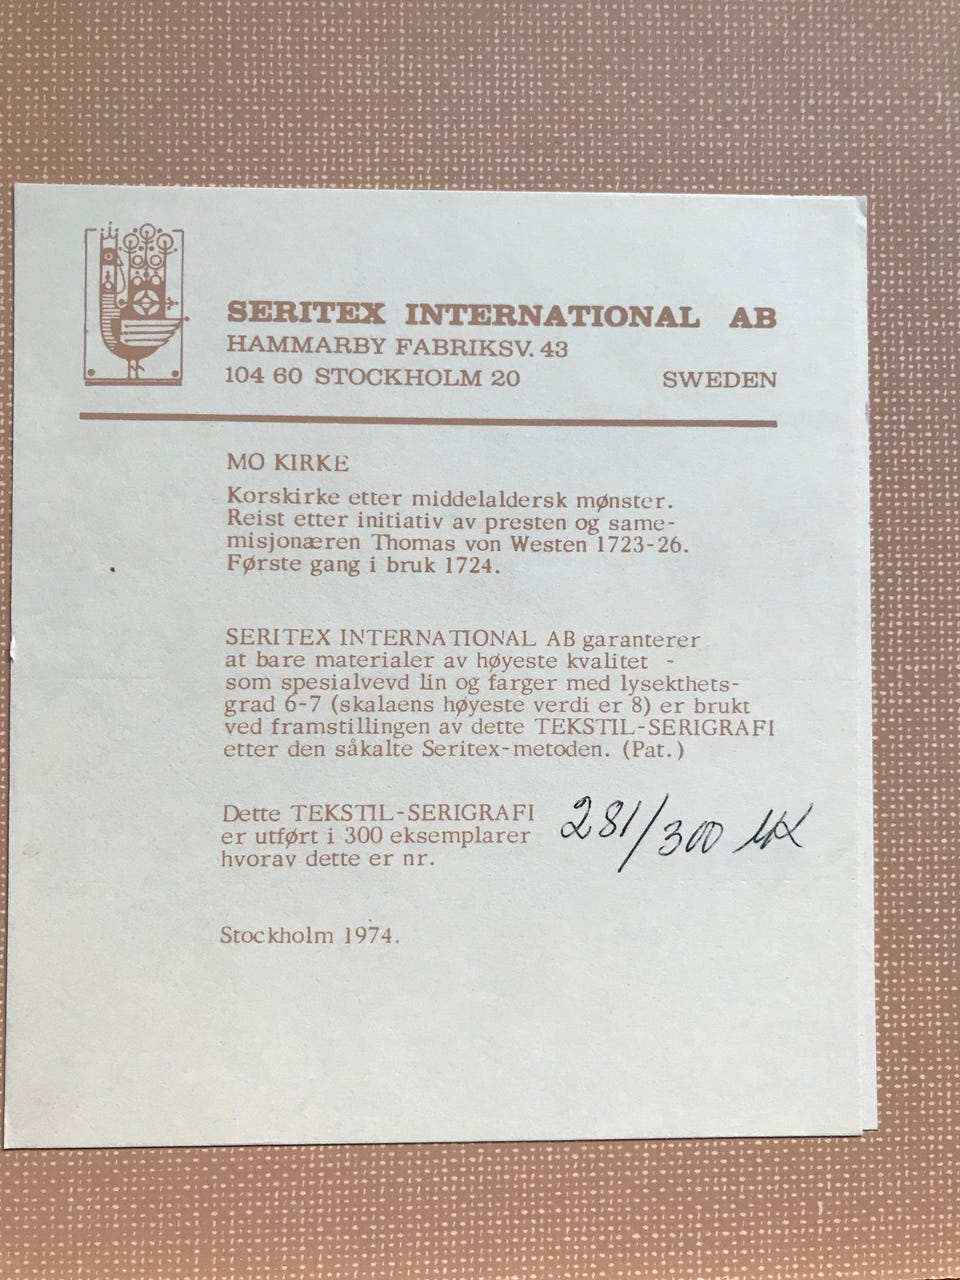 SERITEX INTERNATIONAL AB
HAMMARBY FABRIKSV. 43
104 60 STOCKHOLM 20 SWEDEN
MO KIRKE
Korskirke etter middelaldersk mønster.
Reist etter initiativ av presten og same-
misjonæren Thomas von Westen 1723-26.
Første gang i bruk 1724.
SERITEX INTERNATIONAL AB garanterer
at bare materialer av høyeste kvalitet -
som spesialvevd lin og farger med lysekthets-
grad 6-7 (skalaens høyeste verdi er 8) er brukt
ved framstillingen av dette TEKSTIL-SERIGRAFI
etter den såkalte Seritex-metoden. (Pat.)
Dette TEKSTIL-SERIGRAFI
er utført i 300 eksemplarer
hvorav dette er nr. 281/300
Stockholm 1974.